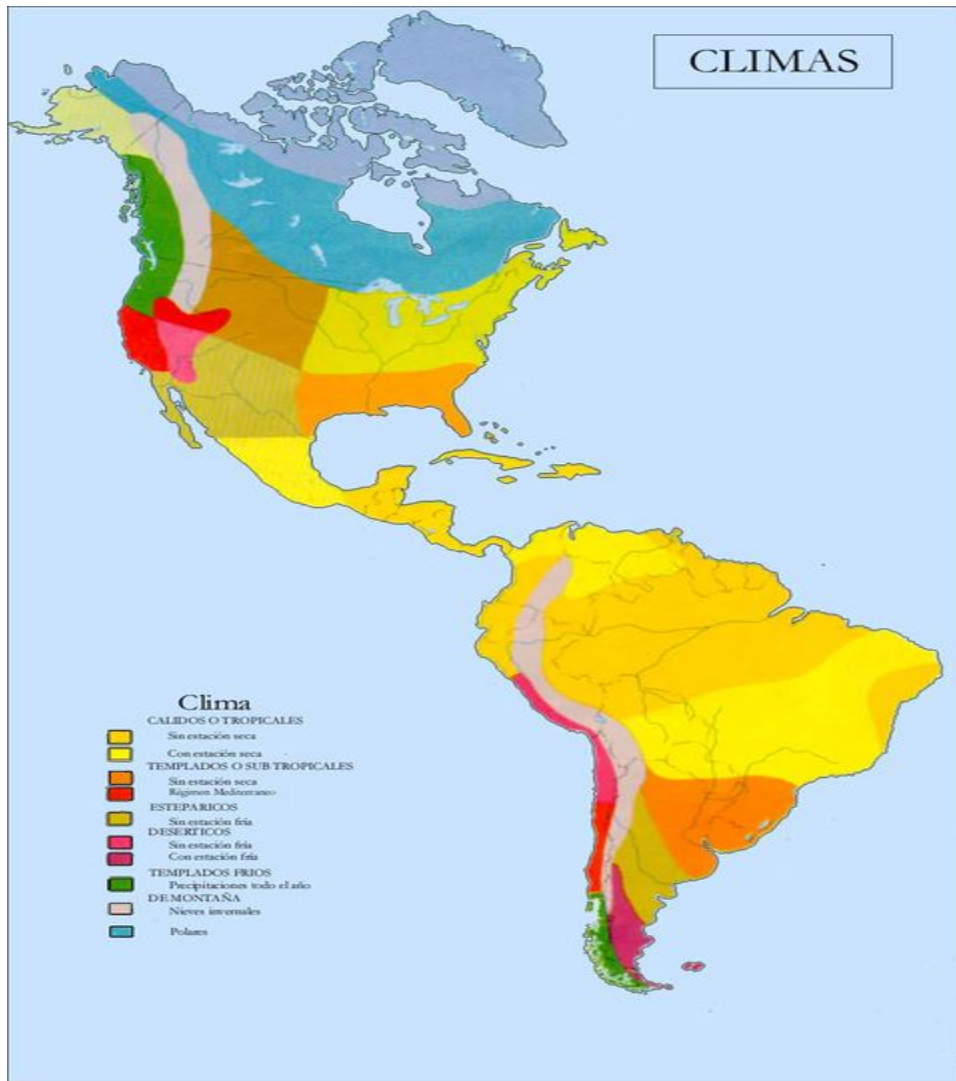 CLIMAS
Clima
CALIDOS O TROPICALES
Sin estación seca
Con estación seca
TEMPLADOS O SUB TROPICALES
Sin estación seca
Régimen Mediterraneo
ESTEPARICOS
Sin estación fría
DESERTICOS
Sin estación fría
Con estación fría
TEMPLADOS FRIOS
Precipitaciones todo el año
DE MONTAÑA
Nieves invernales
Polares